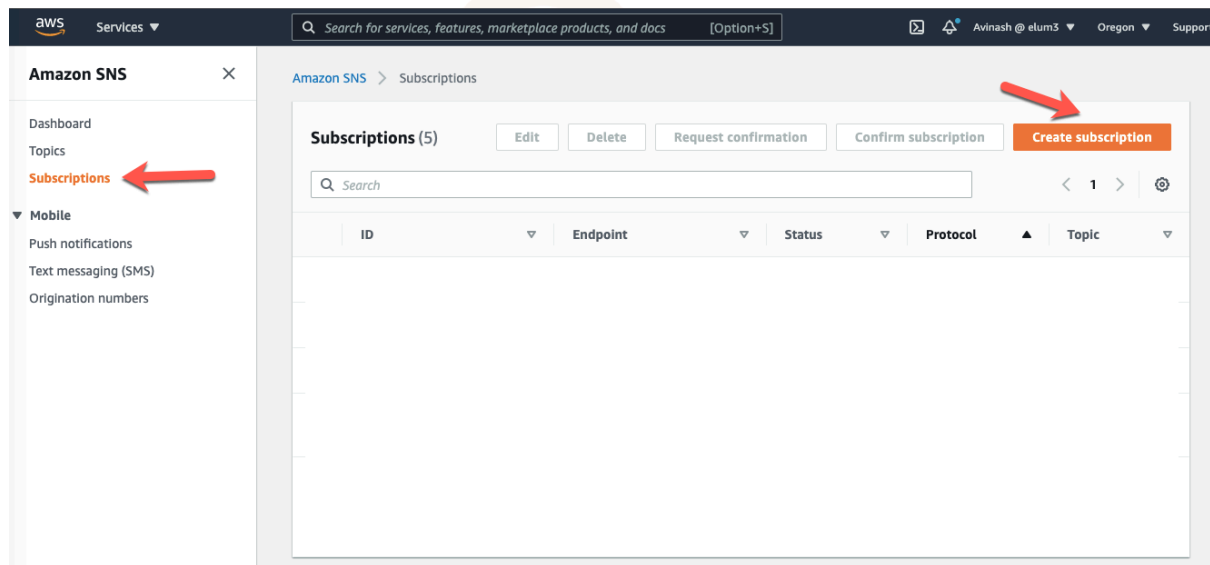 aws Services ▼ Search for services, features, marketplace products, and docs [Option+S] Avinash @ elum3 ▼ Oregon ▼ Suppor
Amazon SNS
Dashboard
Topics
Subscriptions
Mobile
Push notifications
Text messaging (SMS)
Origination numbers
Amazon SNS > Subscriptions
Subscriptions (5) Edit Delete Request confirmation Confirm subscription Create subscription
Search < 1 >
ID Endpoint Status Protocol Topic